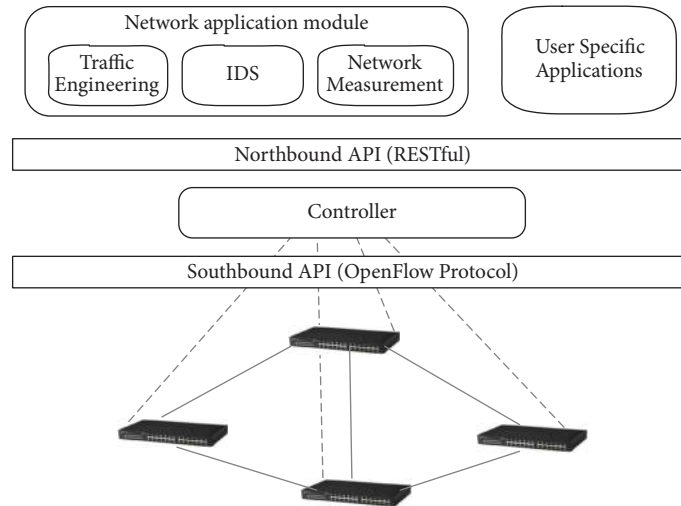 Network application module
Traffic
Engineering
IDS
Network
Measurement
User Specific
Applications
Northbound API (RESTful)
Controller
Southbound API (OpenFlow Protocol)